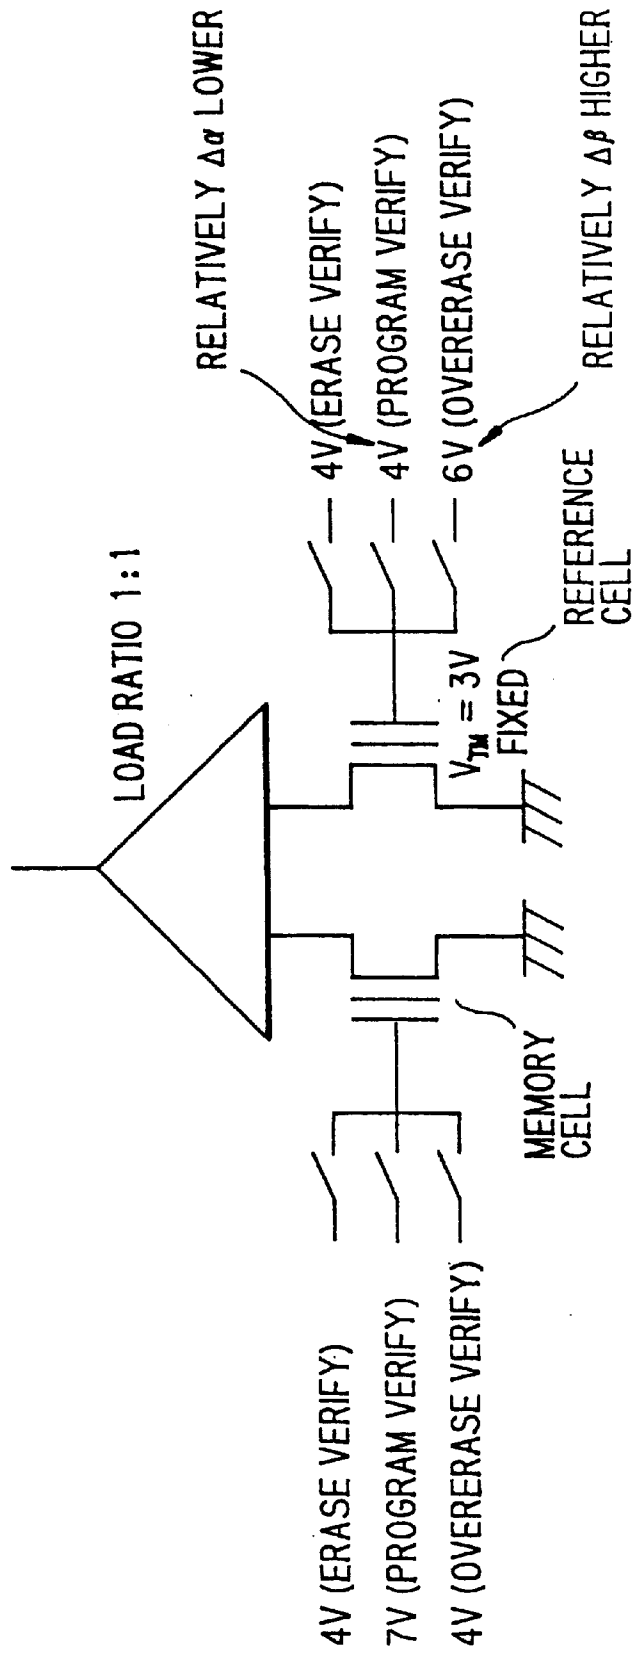 LOAD RATIO 1:1
RELATIVELY Δα LOWER
4V (ERASE VERIFY)
7V (PROGRAM VERIFY)
4V (OVERERASE VERIFY)
MEMORY
CELL
VTM = 3V
FIXED
4V (ERASE VERIFY)
4V (PROGRAM VERIFY)
6V (OVERERASE VERIFY)
REFERENCE
CELL
RELATIVELY Δβ HIGHER